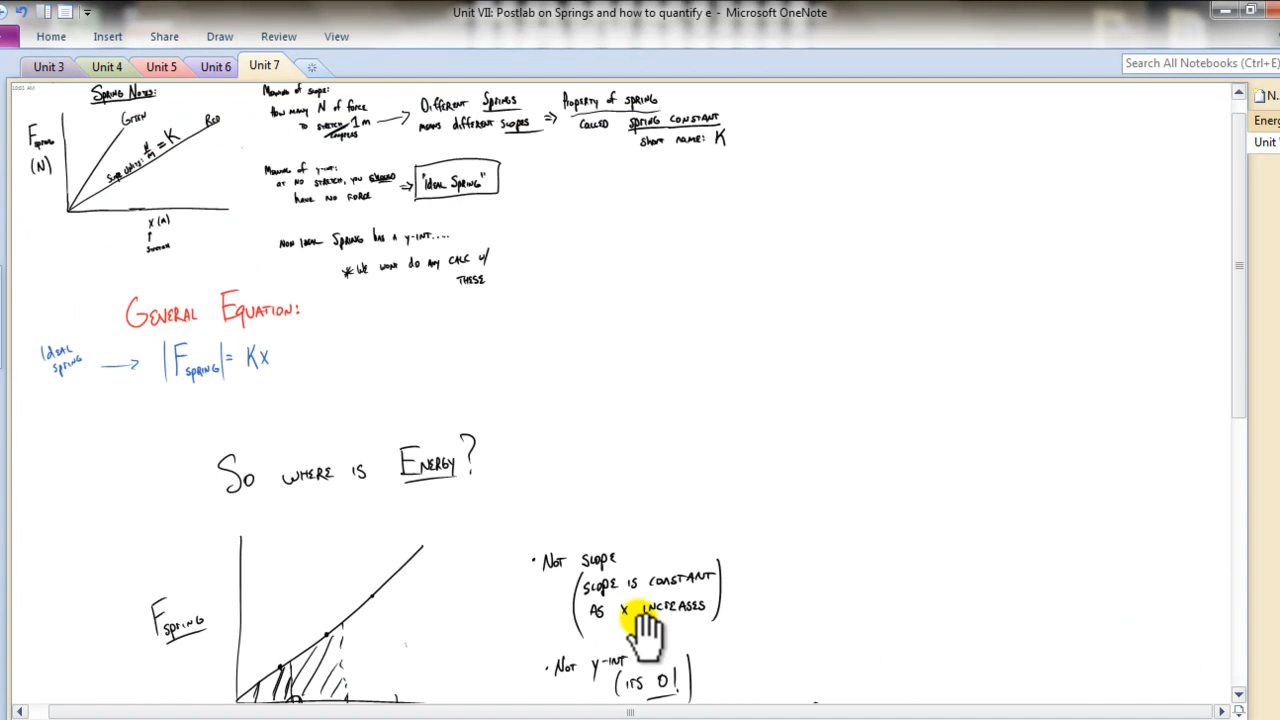 Unit VII: Postlab on Springs and how to quantify e - Microsoft OneNote
Home Insert Share Draw Review View
Unit 3 Unit 4 Unit 5 Unit 6 Unit 7
Search All Notebooks (Ctrl+E)
N
Energ
Unit
SPRING NOTES:
F SPRING
(N)
GREEN
RED
SLOPE UNITS: N/m = K
X (m)
STRETCH
MEANING OF SLOPE:
HOW MANY N OF FORCE
TO STRETCH 1m
COMPRESS
DIFFERENT SPRINGS
MEANS DIFFERENT SLOPES
PROPERTY OF SPRING
CALLED SPRING CONSTANT
SHORT NAME: K
MEANING OF Y-INT:
AT NO STRETCH, YOU SHOULD
HAVE NO FORCE
"IDEAL SPRING"
NON IDEAL SPRING HAS A Y-INT....
* WE WONT DO ANY CALC W/
THESE
GENERAL EQUATION:
IDEAL
SPRING
|F SPRING| = KX
SO WHERE IS ENERGY?
F SPRING
• NOT SLOPE
(SLOPE IS CONSTANT
AS X INCREASES)
• NOT Y-INT
(ITS 0!)